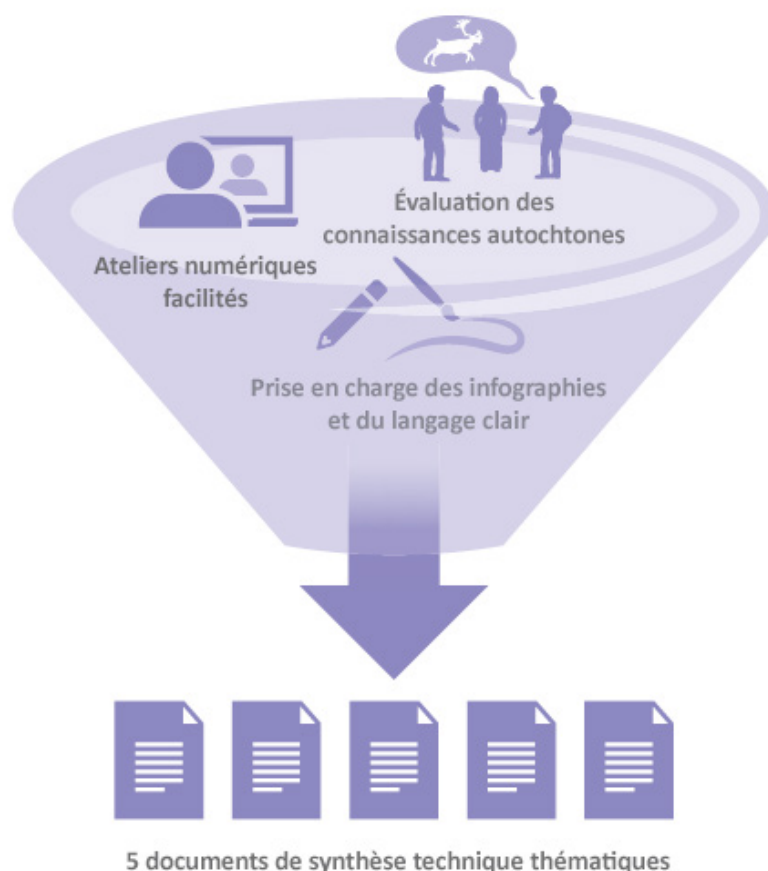 Évaluation des
connaissances autochtones
Ateliers numériques
facilités
Prise en charge des infographies
et du langage clair
5 documents de synthèse technique thématiques